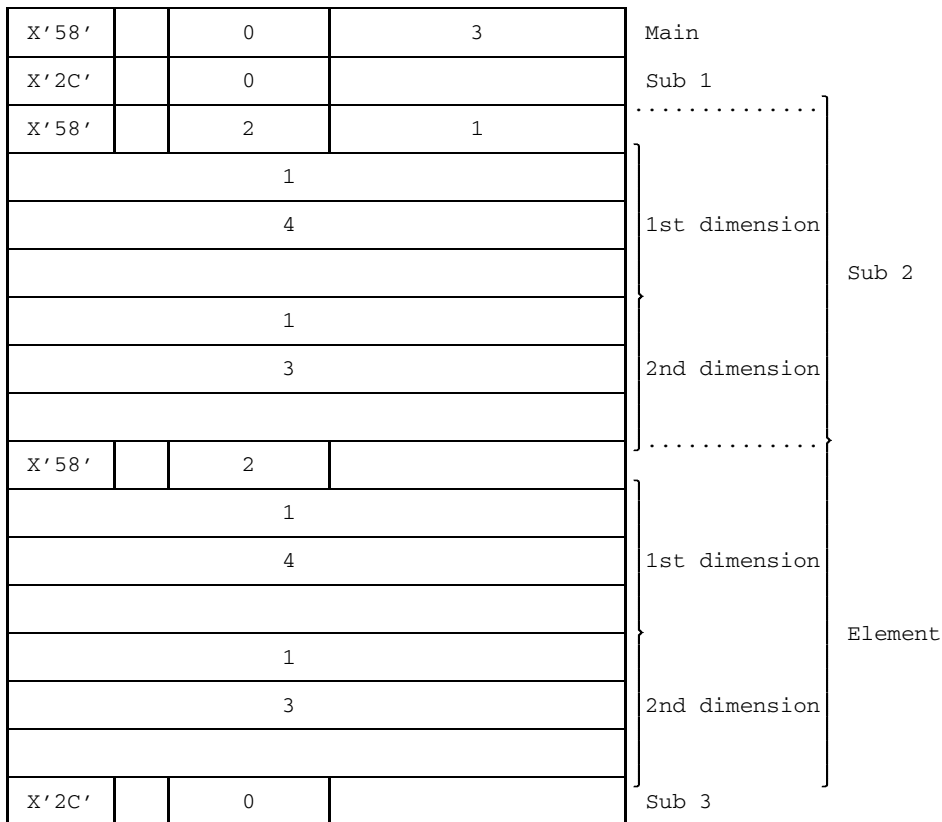 X′58′ 0 3 Main
X′2C′ 0 Sub 1
..............
X′58′ 2 1
1
4 1st dimension
Sub 2
1
3 2nd dimension
.............
X′58′ 2
1
4 1st dimension
1 Element
3 2nd dimension
X′2C′ 0 Sub 3